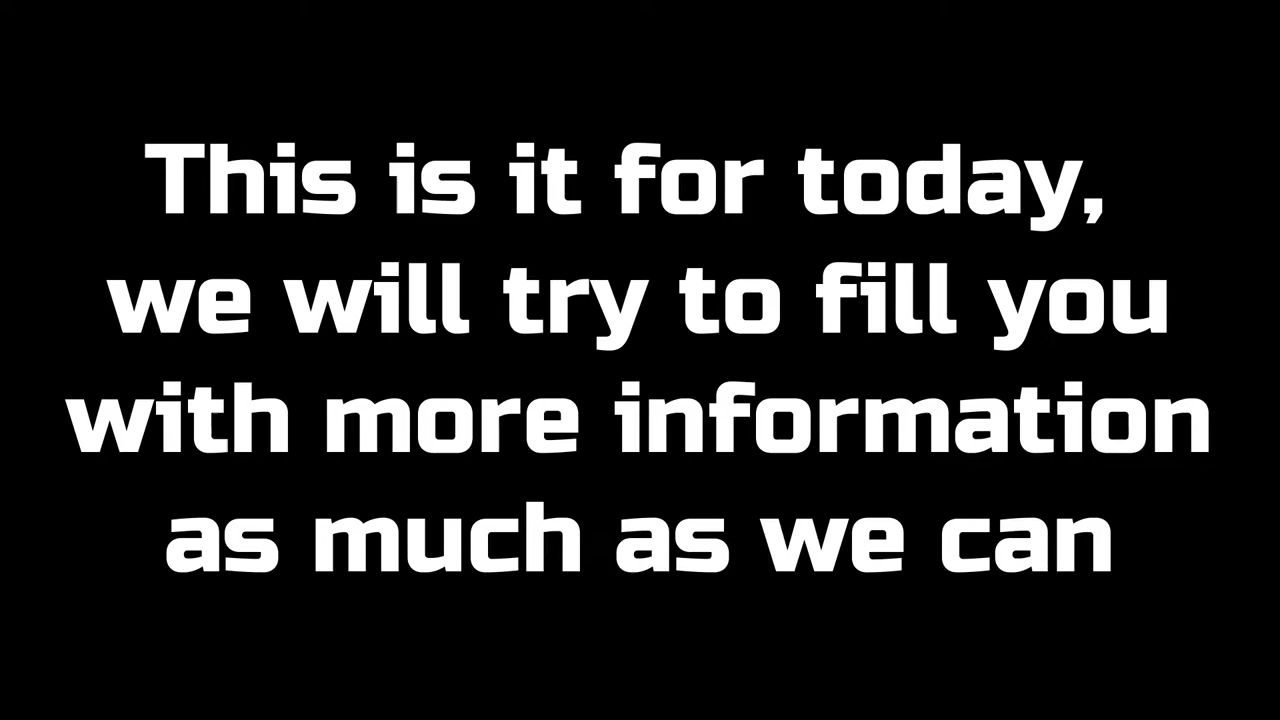 This is it for today,
we will try to fill you
with more information
as much as we can